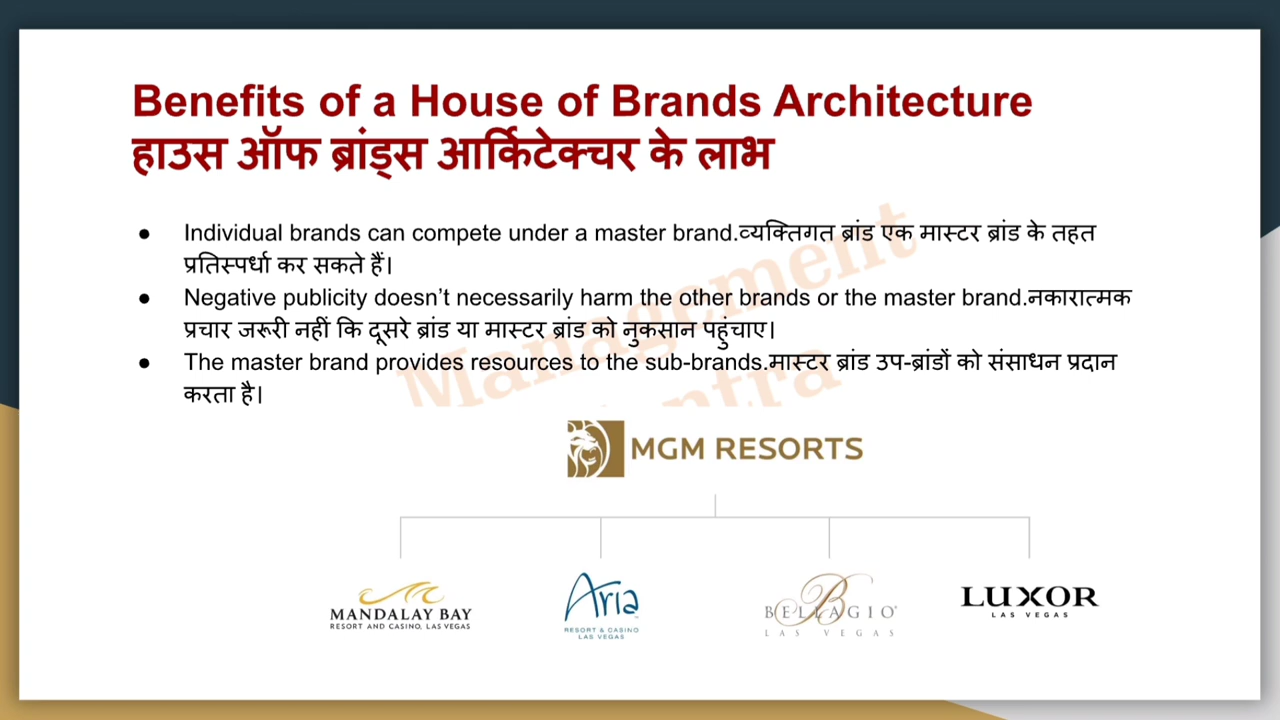 Benefits of a House of Brands Architecture
हाउस ऑफ ब्रांड्स आर्किटेक्चर के लाभ
● Individual brands can compete under a master brand.व्यक्तिगत ब्रांड एक मास्टर ब्रांड के तहत
प्रतिस्पर्धा कर सकते हैं।
● Negative publicity doesn’t necessarily harm the other brands or the master brand.नकारात्मक
प्रचार जरूरी नहीं कि दूसरे ब्रांड या मास्टर ब्रांड को नुकसान पहुंचाए।
● The master brand provides resources to the sub-brands.मास्टर ब्रांड उप-ब्रांडों को संसाधन प्रदान
करता है।
Management
MGM RESORTS
MANDALAY BAY
RESORT AND CASINO, LAS VEGAS
Aria
RESORT & CASINO
LAS VEGAS
B
BELLAGIO®
LAS VEGAS
LUXOR
LAS VEGAS